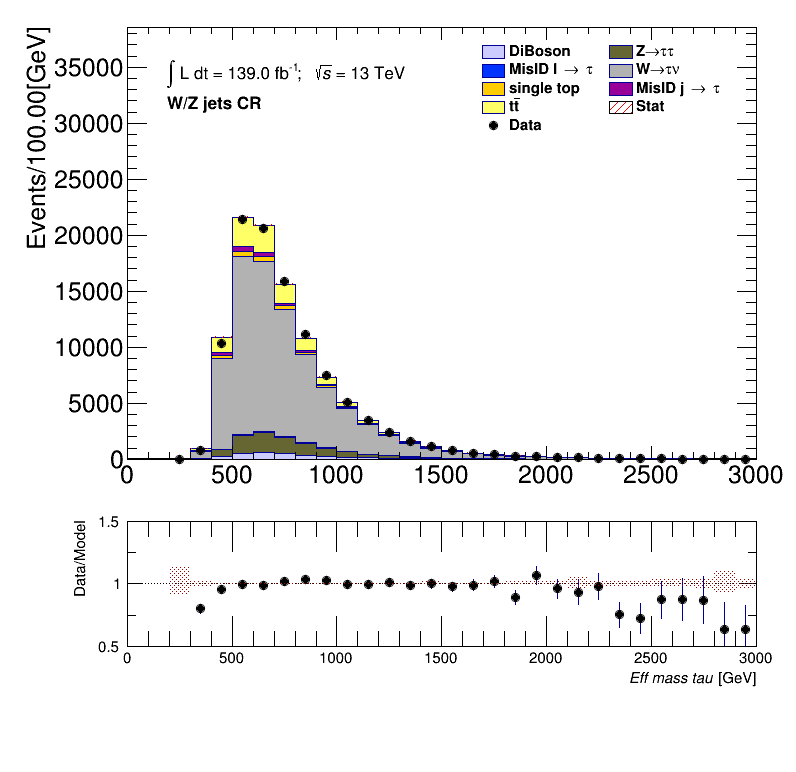 Events/100.00[GeV]
∫ L dt = 139.0 fb⁻¹; √s = 13 TeV
W/Z jets CR
DiBoson
Z→ττ
MisID l → τ
W→τν
single top
MisID j → τ
tt̄
Stat
Data
35000
30000
25000
20000
15000
10000
5000
0
0 500 1000 1500 2000 2500 3000
Data/Model
1.5
1
0.5
0 500 1000 1500 2000 2500 3000
Eff mass tau [GeV]